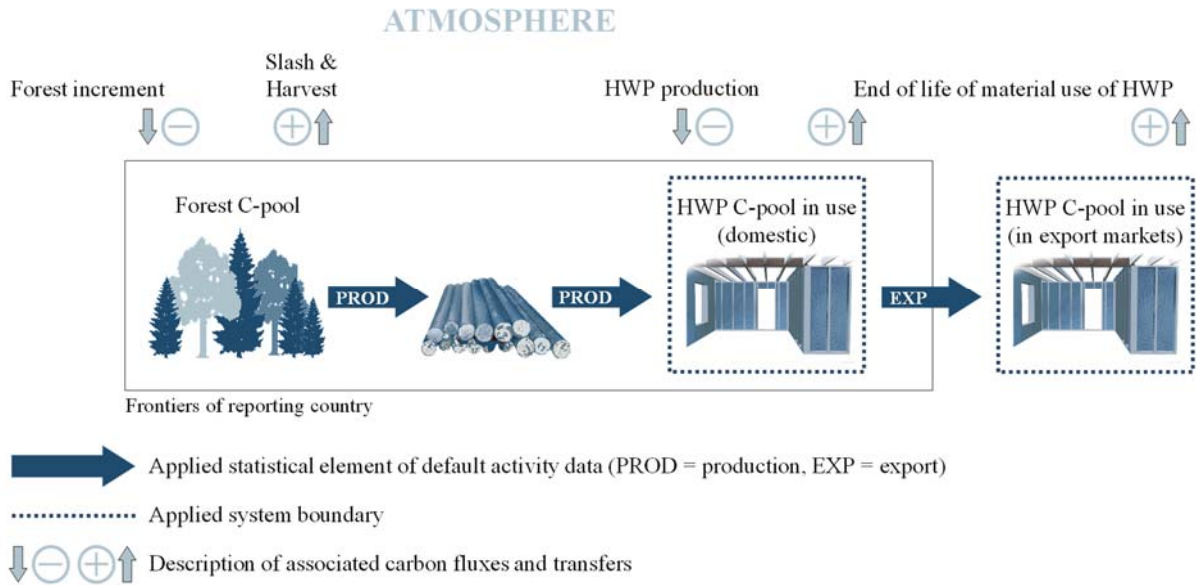 ATMOSPHERE
Slash &
Harvest
Forest increment
HWP production
End of life of material use of HWP
Forest C-pool
HWP C-pool in use
(domestic)
HWP C-pool in use
(in export markets)
PROD
PROD
EXP
Frontiers of reporting country
Applied statistical element of default activity data (PROD = production, EXP = export)
Applied system boundary
Description of associated carbon fluxes and transfers